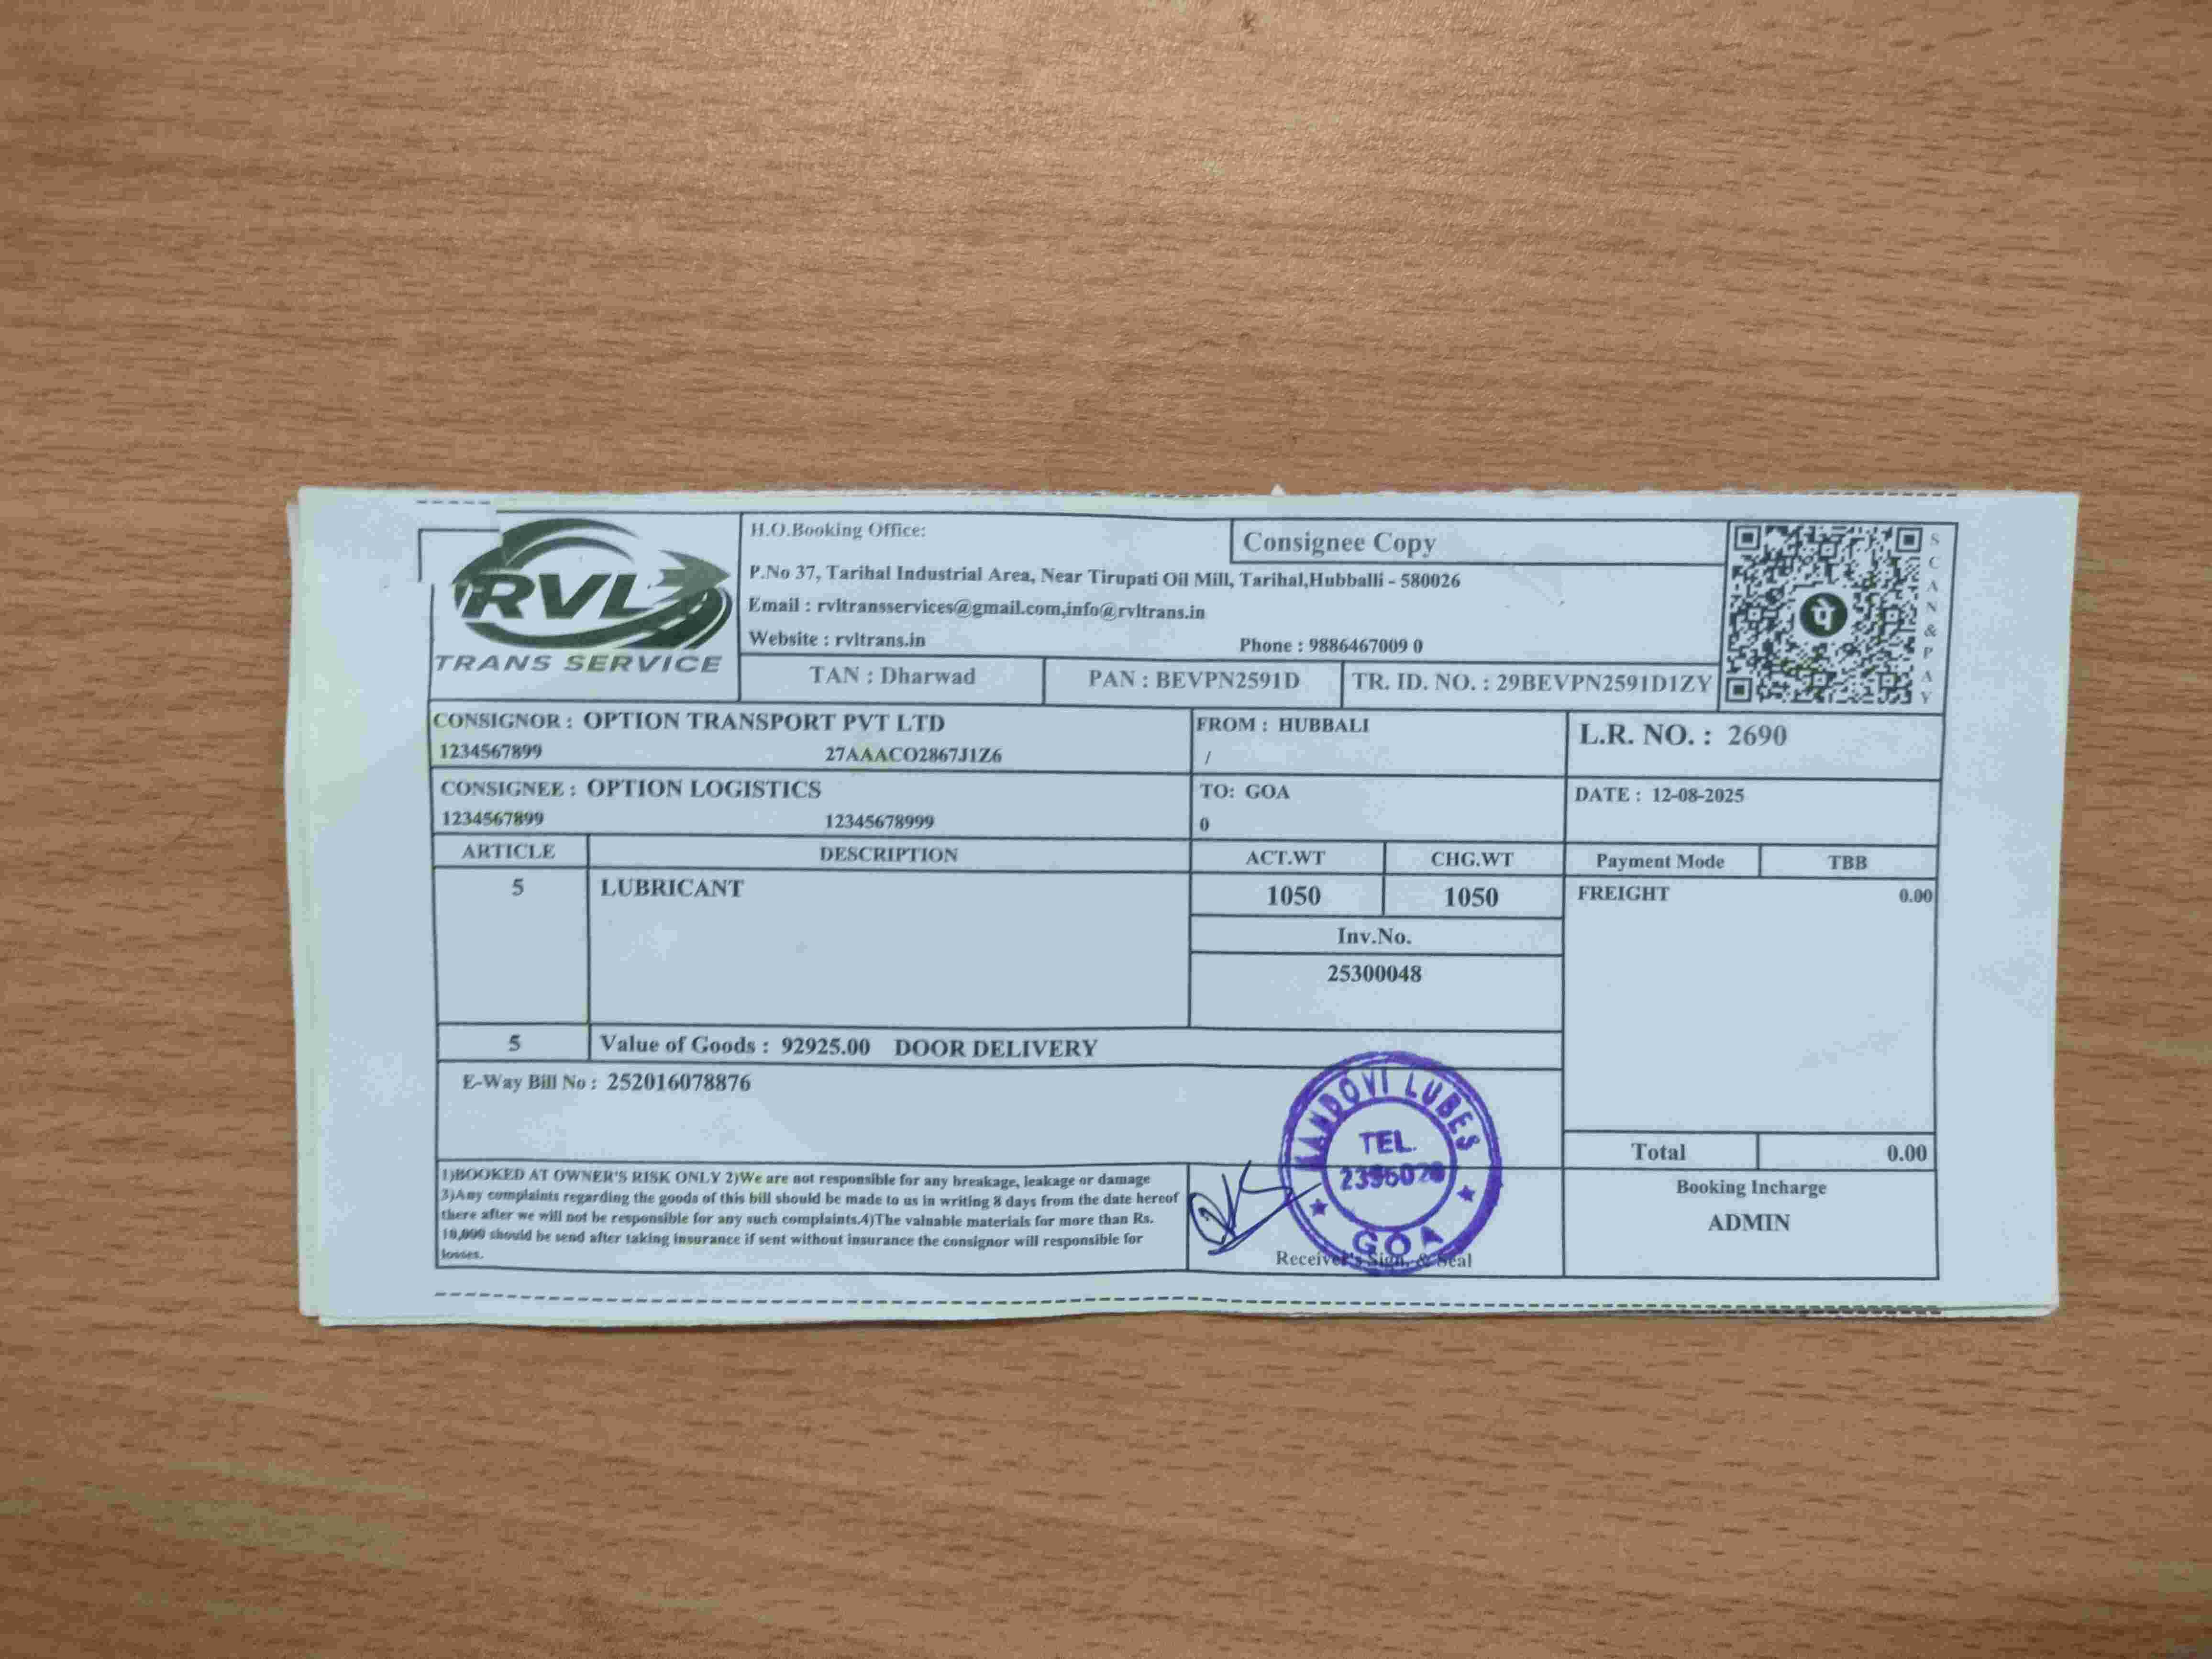 RVL
TRANS SERVICE
H.O.Booking Office:
Consignee Copy
P.No 37, Tarihal Industrial Area, Near Tirupati Oil Mill, Tarihal,Hubballi - 580026
Email : rvltransservices@gmail.com,info@rvltrans.in
Website : rvltrans.in
Phone : 9886467009 0
TAN : Dharwad
PAN : BEVPN2591D
TR. ID. NO. : 29BEVPN2591D1ZY
पे
SCAN&PAY
CONSIGNOR : OPTION TRANSPORT PVT LTD
1234567899 27AAACO2867J1Z6
FROM : HUBBALI
/
L.R. NO. : 2690
CONSIGNEE : OPTION LOGISTICS
1234567899 12345678999
TO: GOA
0
DATE : 12-08-2025
ARTICLE DESCRIPTION ACT.WT CHG.WT Payment Mode TBB
5 LUBRICANT 1050 1050 FREIGHT 0.00
Inv.No.
25300048
5 Value of Goods : 92925.00 DOOR DELIVERY
E-Way Bill No : 252016078876
Total 0.00
1)BOOKED AT OWNER'S RISK ONLY 2)We are not responsible for any breakage, leakage or damage
3)Any complaints regarding the goods of this bill should be made to us in writing 8 days from the date hereof
there after we will not be responsible for any such complaints.4)The valuable materials for more than Rs.
10,000 should be send after taking insurance if sent without insurance the consignor will responsible for
losses.
LUBES
TEL.
GOA
Receiver's Sign. & Seal
Booking Incharge
ADMIN